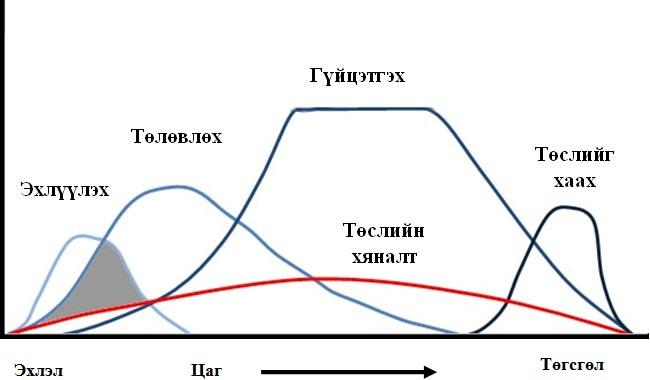 Гүйцэтгэх
Төлөвлөх
Төслийг
хаах
Эхлүүлэх
Төслийн
хяналт
Эхлэл
Цаг
Төгсгөл